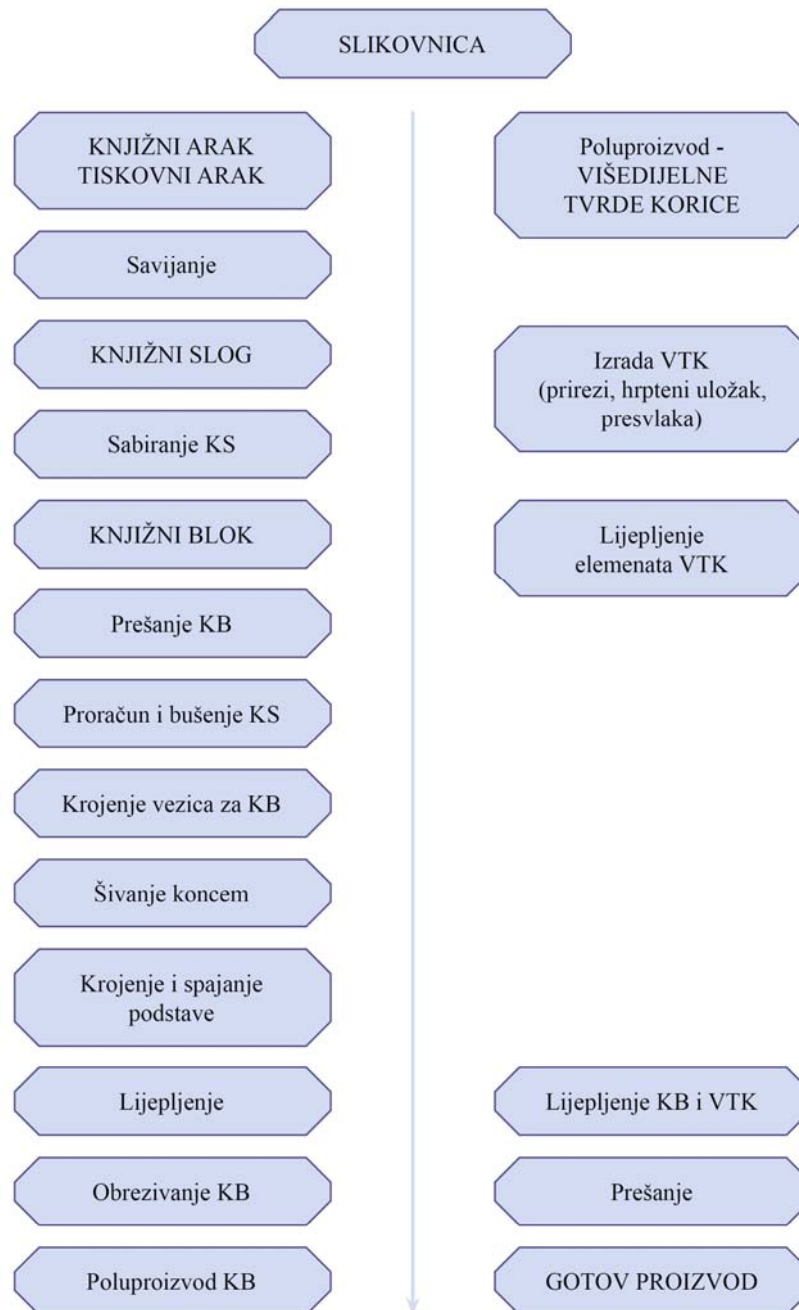 SLIKOVNICA
KNJIŽNI ARAK
TISKOVNI ARAK
Savijanje
KNJIŽNI SLOG
Sabiranje KS
KNJIŽNI BLOK
Prešanje KB
Proračun i bušenje KS
Krojenje vezica za KB
Šivanje koncem
Krojenje i spajanje
podstave
Lijepljenje
Obrezivanje KB
Poluproizvod KB
Poluproizvod -
VIŠEDIJELNE
TVRDE KORICE
Izrada VTK
(prirezi, hrpteni uložak,
presvlaka)
Lijepljenje
elemenata VTK
Lijepljenje KB i VTK
Prešanje
GOTOV PROIZVOD